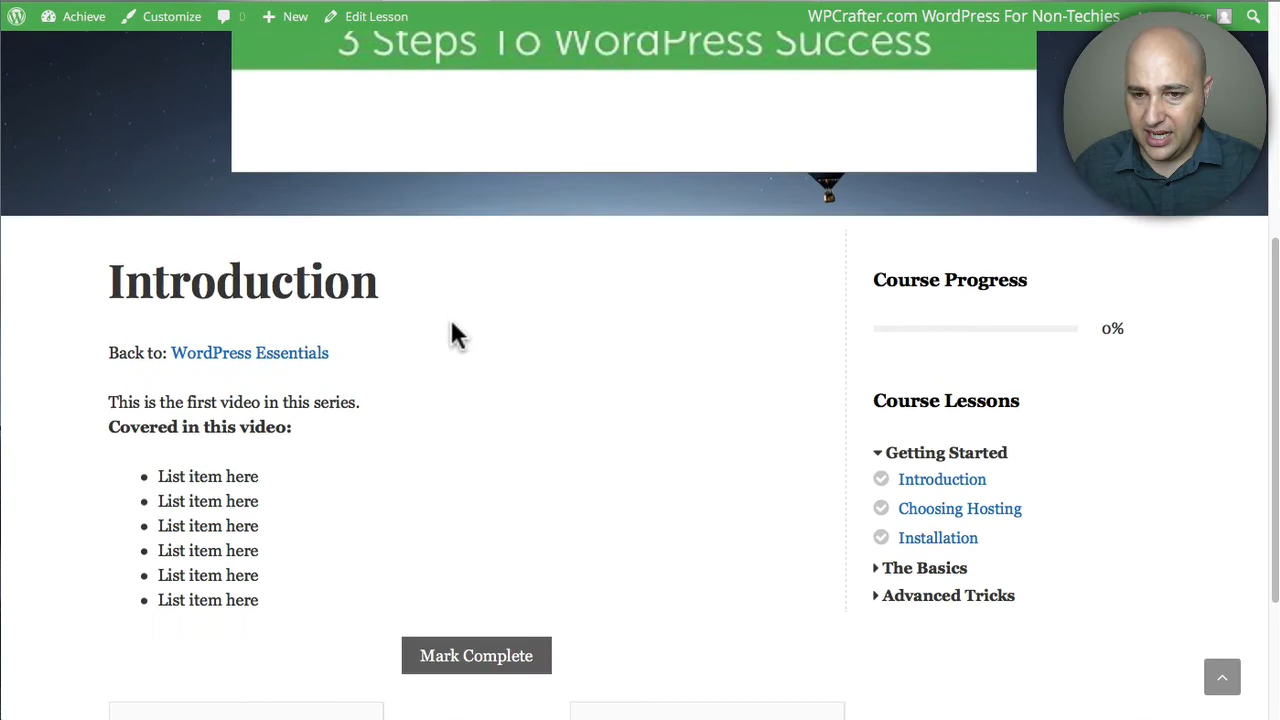 Achieve Customize 0 New Edit Lesson WPCrafter.com WordPress For Non-Techies
3 Steps To WordPress Success
Introduction
Back to: WordPress Essentials
This is the first video in this series.
Covered in this video:
• List item here
• List item here
• List item here
• List item here
• List item here
• List item here
Mark Complete
Course Progress
0%
Course Lessons
Getting Started
Introduction
Choosing Hosting
Installation
The Basics
Advanced Tricks